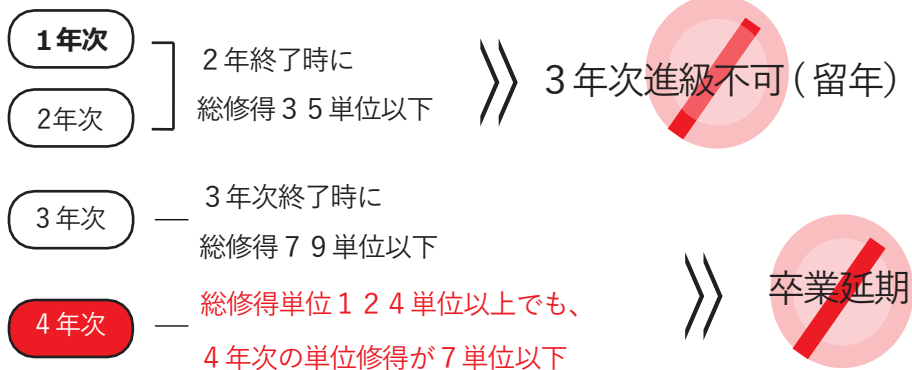 1年次
2年次
２年終了時に
総修得３５単位以下
３年次進級不可(留年)
３年次
３年次終了時に
総修得７９単位以下
４年次
総修得単位１２４単位以上でも、
４年次の単位修得が７単位以下
卒業延期